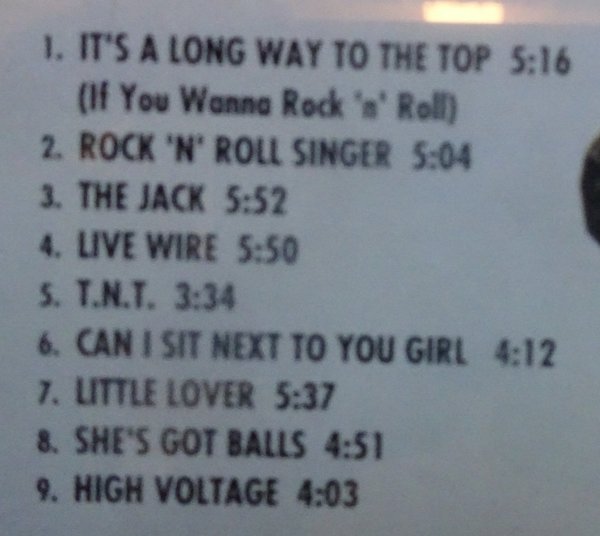 1. IT'S A LONG WAY TO THE TOP 5:16
(If You Wanna Rock 'n' Roll)
2. ROCK 'N' ROLL SINGER 5:04
3. THE JACK 5:52
4. LIVE WIRE 5:50
5. T.N.T. 3:34
6. CAN I SIT NEXT TO YOU GIRL 4:12
7. LITTLE LOVER 5:37
8. SHE'S GOT BALLS 4:51
9. HIGH VOLTAGE 4:03